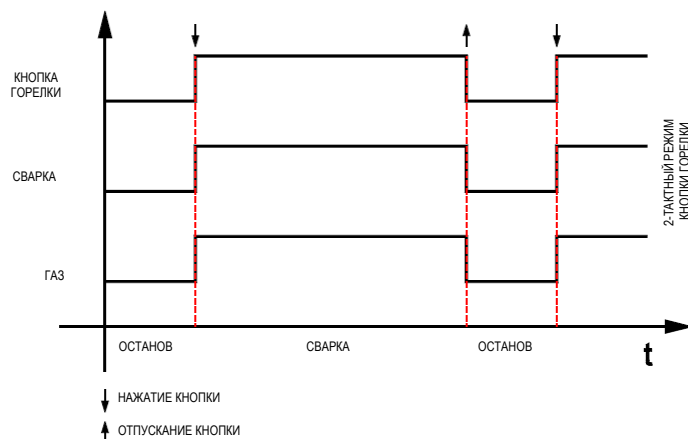 КНОПКА
ГОРЕЛКИ
СВАРКА
ГАЗ
2-ТАКТНЫЙ РЕЖИМ
КНОПКИ ГОРЕЛКИ
ОСТАНОВ
СВАРКА
ОСТАНОВ
t
НАЖАТИЕ КНОПКИ
ОТПУСКАНИЕ КНОПКИ